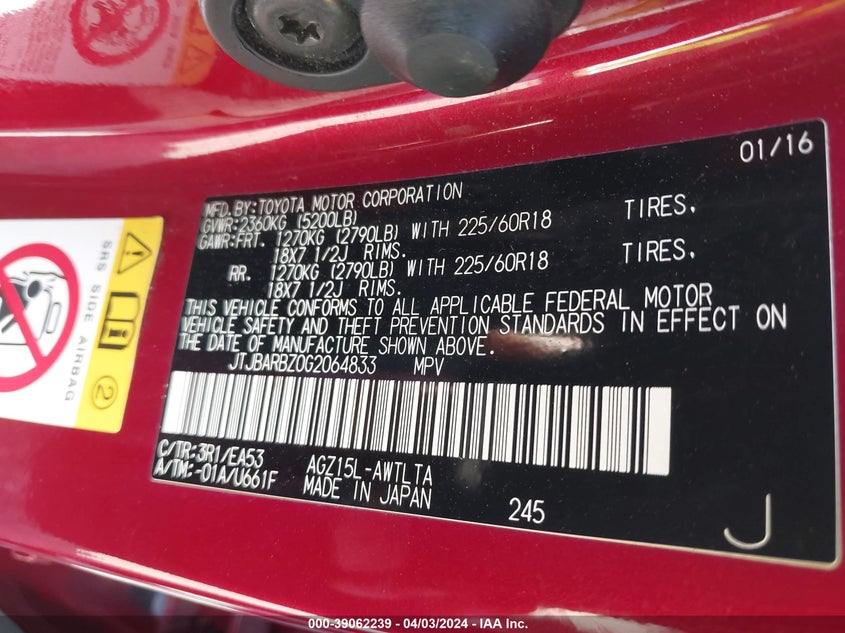 01/16
MFD. BY: TOYOTA MOTOR CORPORATION
GVWR: 2360KG (5200LB)
GAWR: FRT. 1270KG (2790LB) WITH 225/60R18 TIRES.
18X7 1/2J RIMS.
RR. 1270KG (2790LB) WITH 225/60R18 TIRES.
18X7 1/2J RIMS.
THIS VEHICLE CONFORMS TO ALL APPLICABLE FEDERAL MOTOR
VEHICLE SAFETY AND THEFT PREVENTION STANDARDS IN EFFECT ON
THE DATE OF MANUFACTURE SHOWN ABOVE.
JTJBARBZ0G2064833 MPV
C/TR: 3R1/EA53 AGZ15L-AWTLTA
A/TM: -01A/U661F MADE IN JAPAN 245
J
SRS SIDE AIRBAG
2
000-39062239 - 04/03/2024 - IAA Inc.